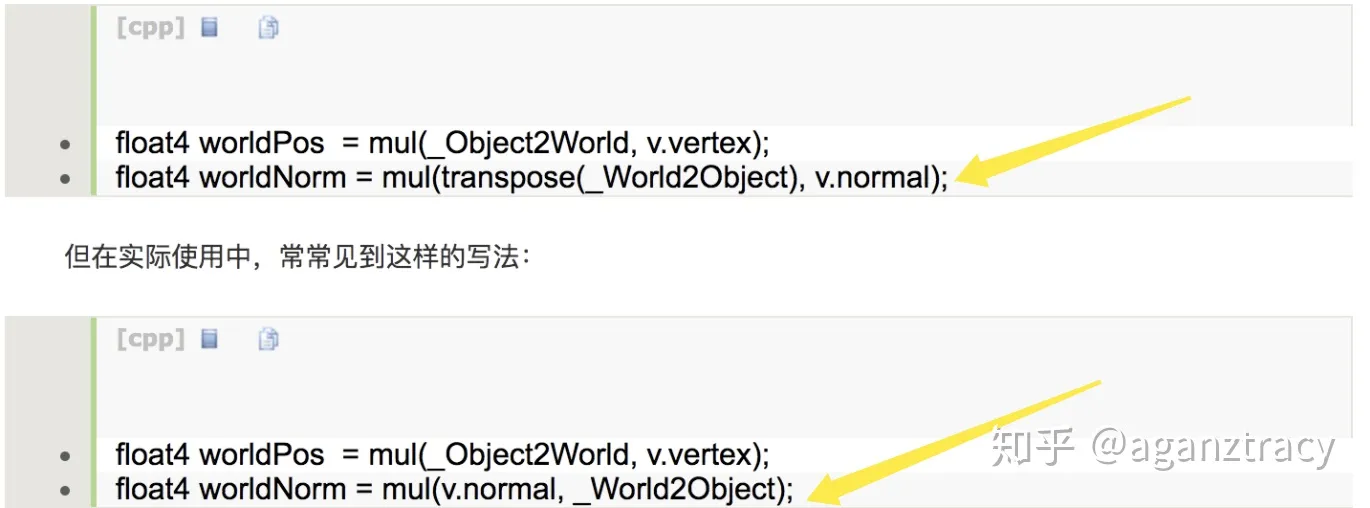 [cpp]
float4 worldPos  = mul(_Object2World, v.vertex);
float4 worldNorm = mul(transpose(_World2Object), v.normal);
但在实际使用中，常常见到这样的写法：
[cpp]
float4 worldPos  = mul(_Object2World, v.vertex);
float4 worldNorm = mul(v.normal, _World2Object);
知乎 @aganztracy